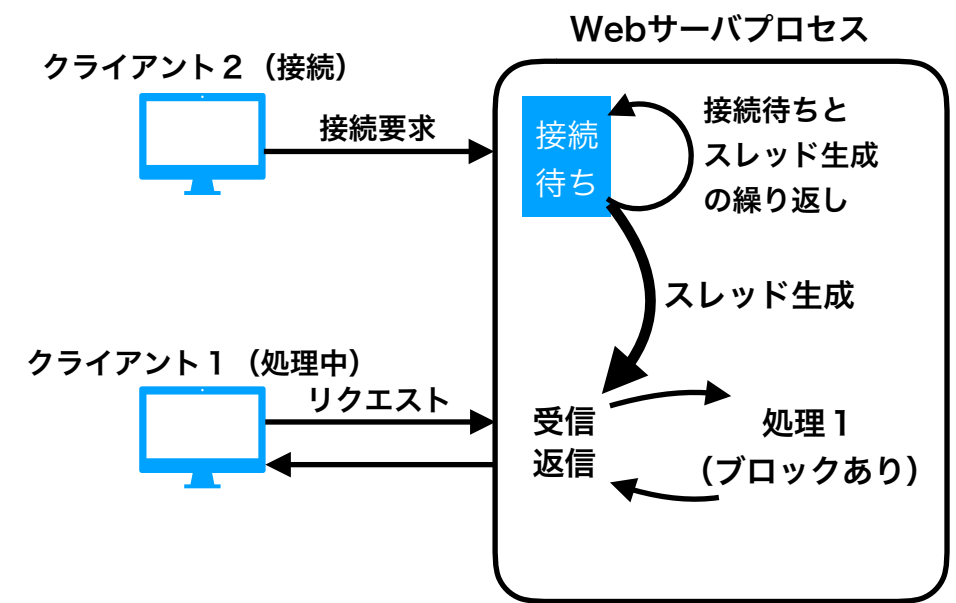 Webサーバプロセス
クライアント２（接続）
接続要求
接続
待ち
接続待ちと
スレッド生成
の繰り返し
スレッド生成
クライアント１（処理中）
リクエスト
受信
返信
処理１
（ブロックあり）